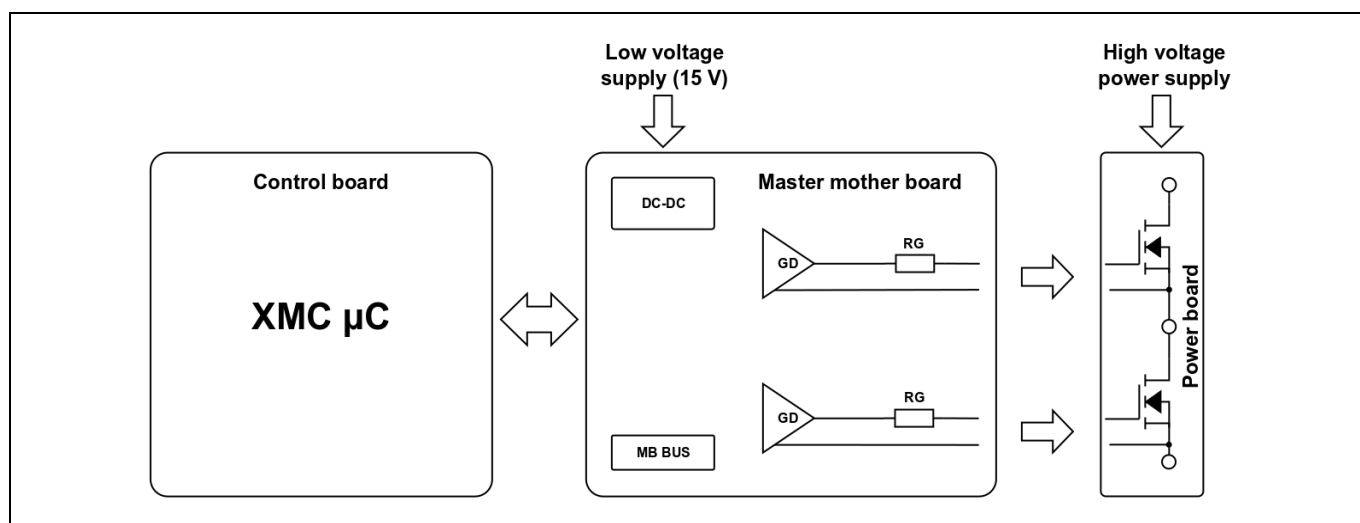 Low voltage
supply (15 V)
High voltage
power supply
Control board
XMC µC
DC-DC
Master mother board
GD
RG
GD
RG
MB BUS
Power board